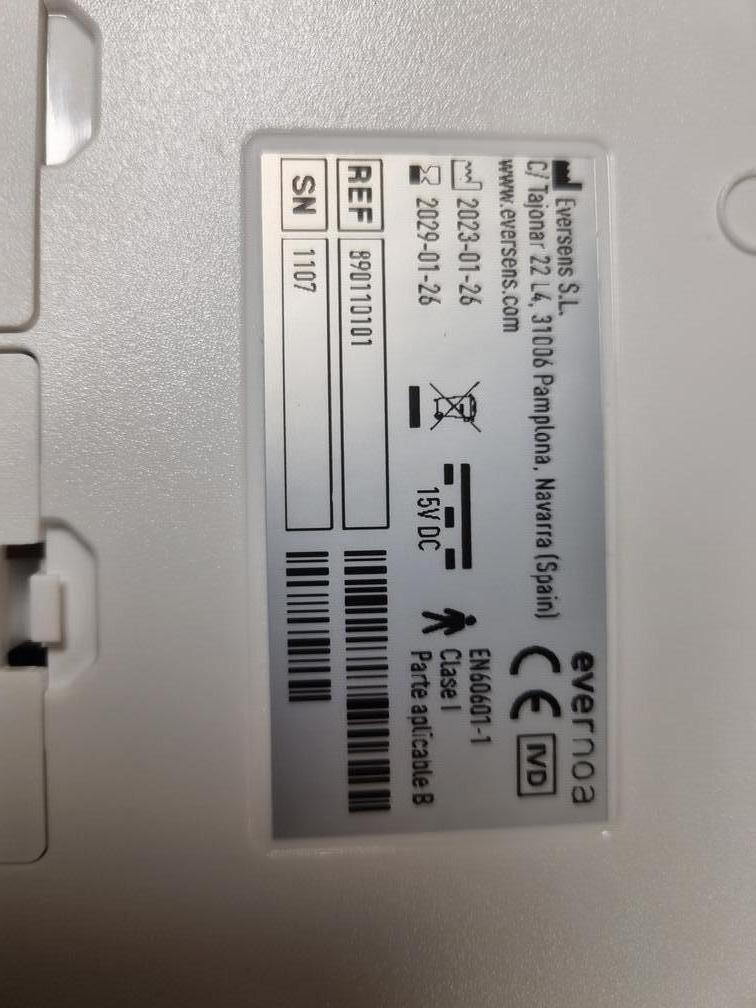 Eversens S.L.
C/ Tajonar 22 L4, 31006 Pamplona, Navarra (Spain)
www.eversens.com
evernoa
CE IVD
2023-01-26
2029-01-26
15V DC
EN60601-1
Clase I
Parte aplicable B
REF 890110101
SN 1107